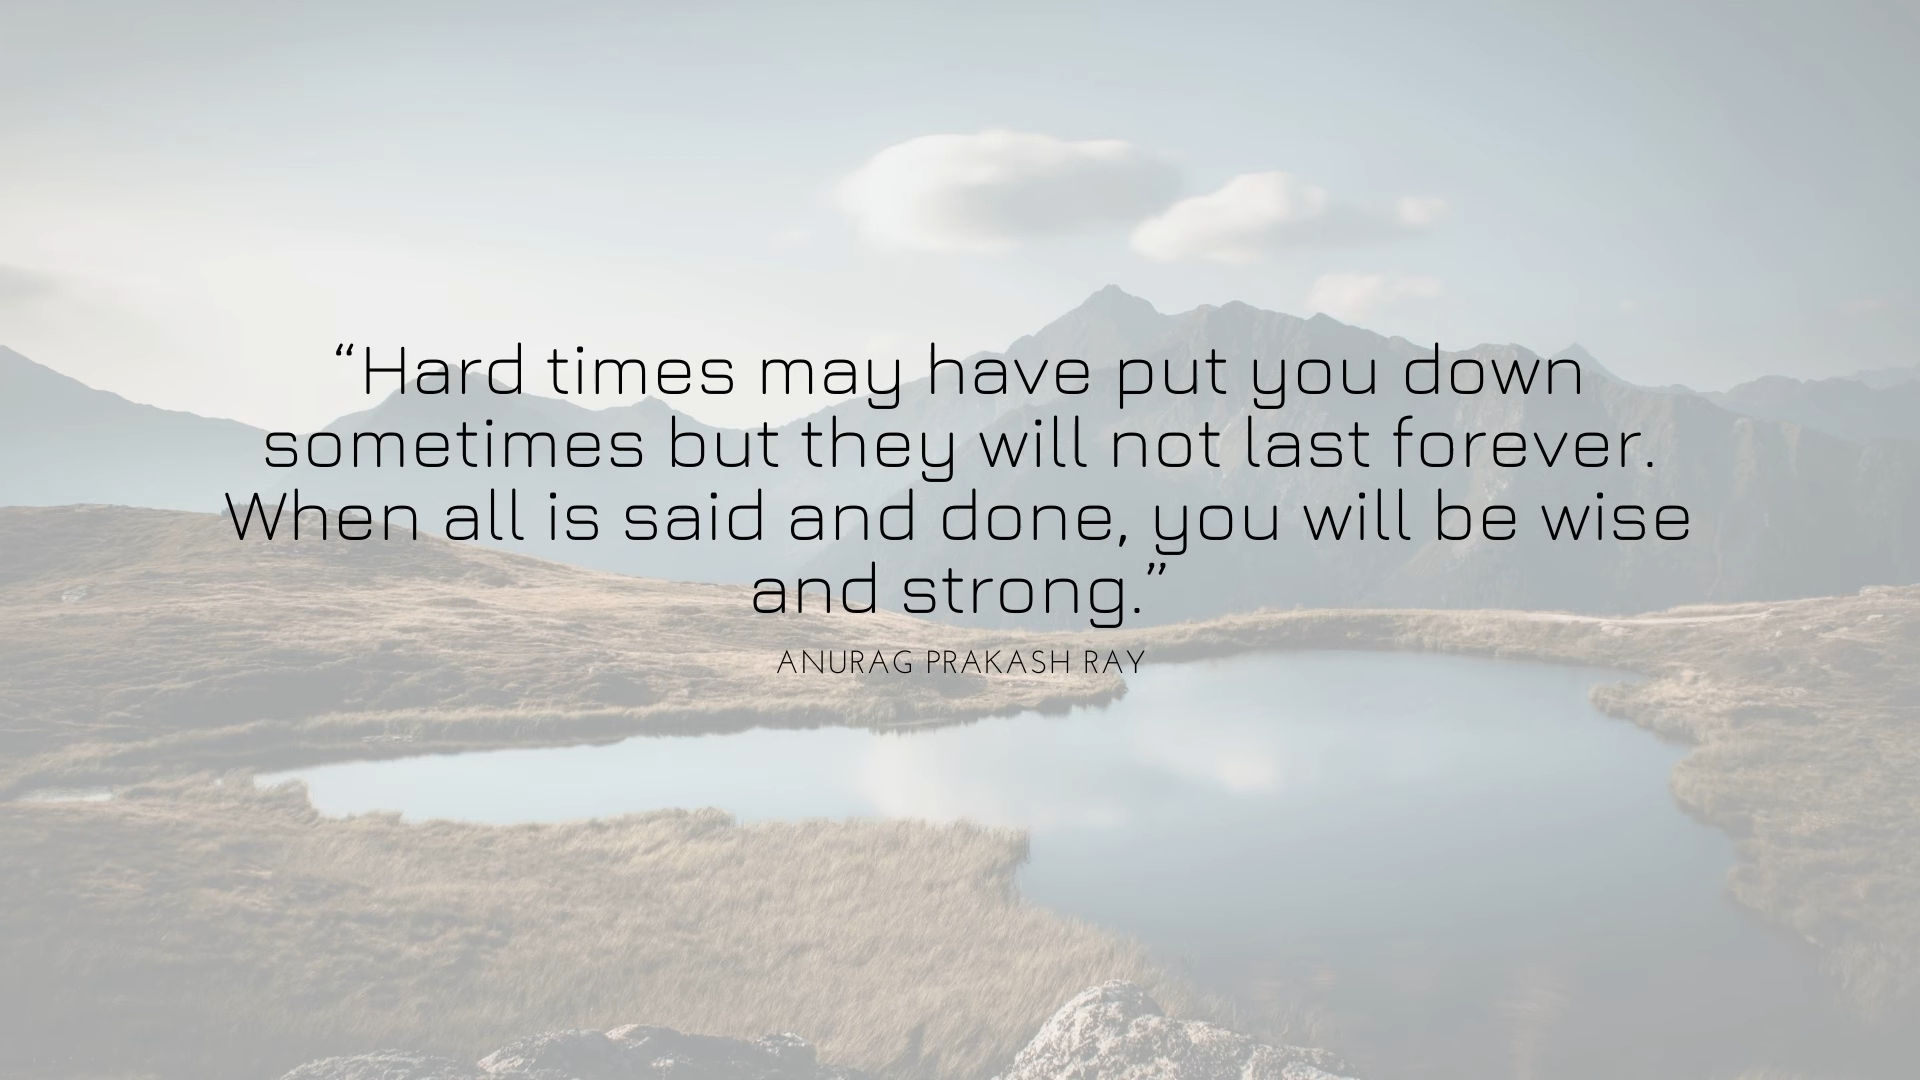 “Hard times may have put you down
sometimes but they will not last forever.
When all is said and done, you will be wise
and strong.”
ANURAG PRAKASH RAY